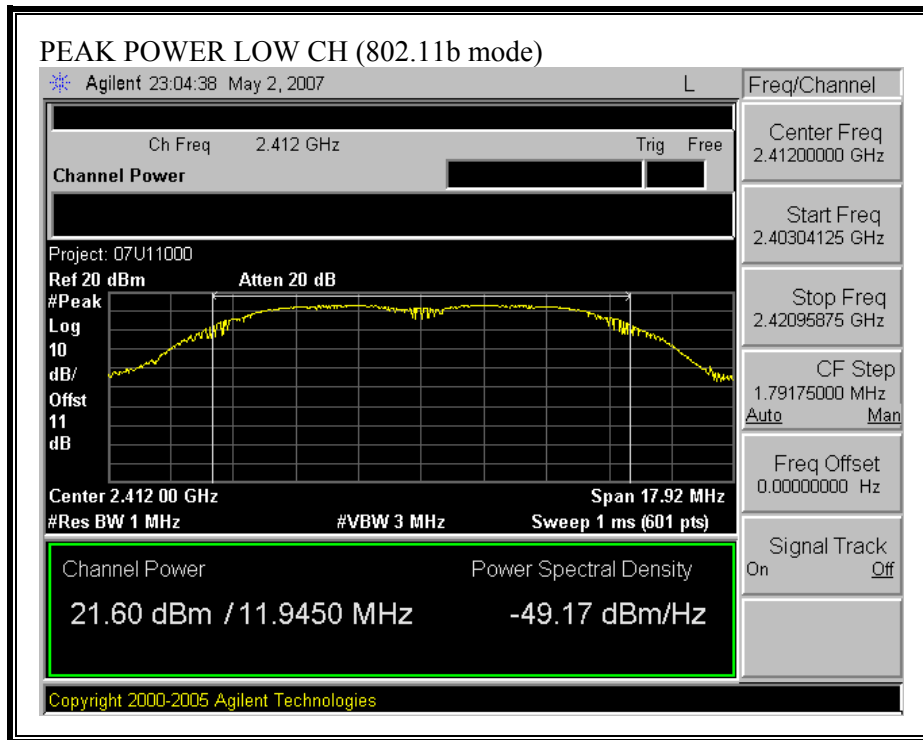 PEAK POWER LOW CH (802.11b mode)
Agilent 23:04:38 May 2, 2007 L
Freq/Channel
Ch Freq 2.412 GHz Trig Free
Channel Power
Center Freq
2.41200000 GHz
Start Freq
2.40304125 GHz
Stop Freq
2.42095875 GHz
CF Step
1.79175000 MHz
Auto Man
Freq Offset
0.00000000 Hz
Signal Track
On Off
Project: 07U11000
Ref 20 dBm Atten 20 dB
#Peak
Log
10
dB/
Offst
11
dB
Center 2.412 00 GHz Span 17.92 MHz
#Res BW 1 MHz #VBW 3 MHz Sweep 1 ms (601 pts)
Channel Power Power Spectral Density
21.60 dBm / 11.9450 MHz -49.17 dBm/Hz
Copyright 2000-2005 Agilent Technologies